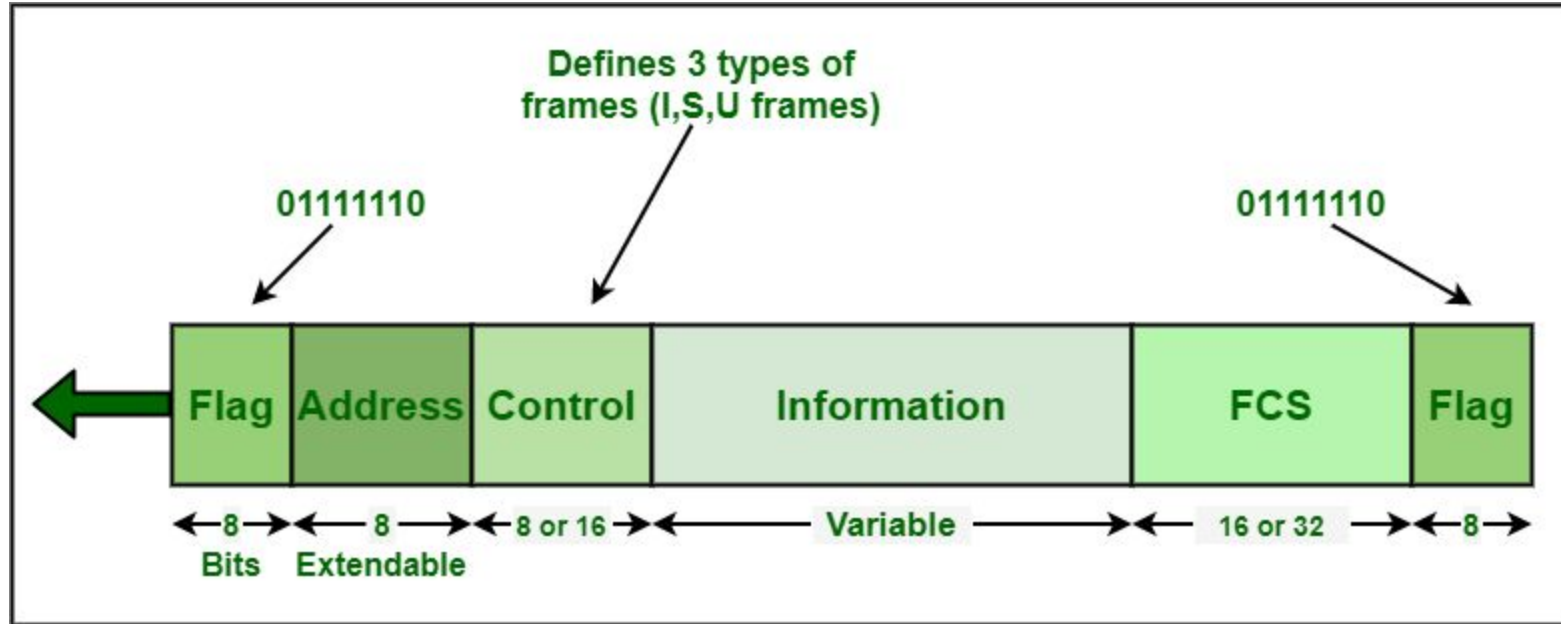 Defines 3 types of
frames (I,S,U frames)
01111110
01111110
Flag
Address
Control
Information
FCS
Flag
8
8
8 or 16
Variable
16 or 32
8
Bits
Extendable